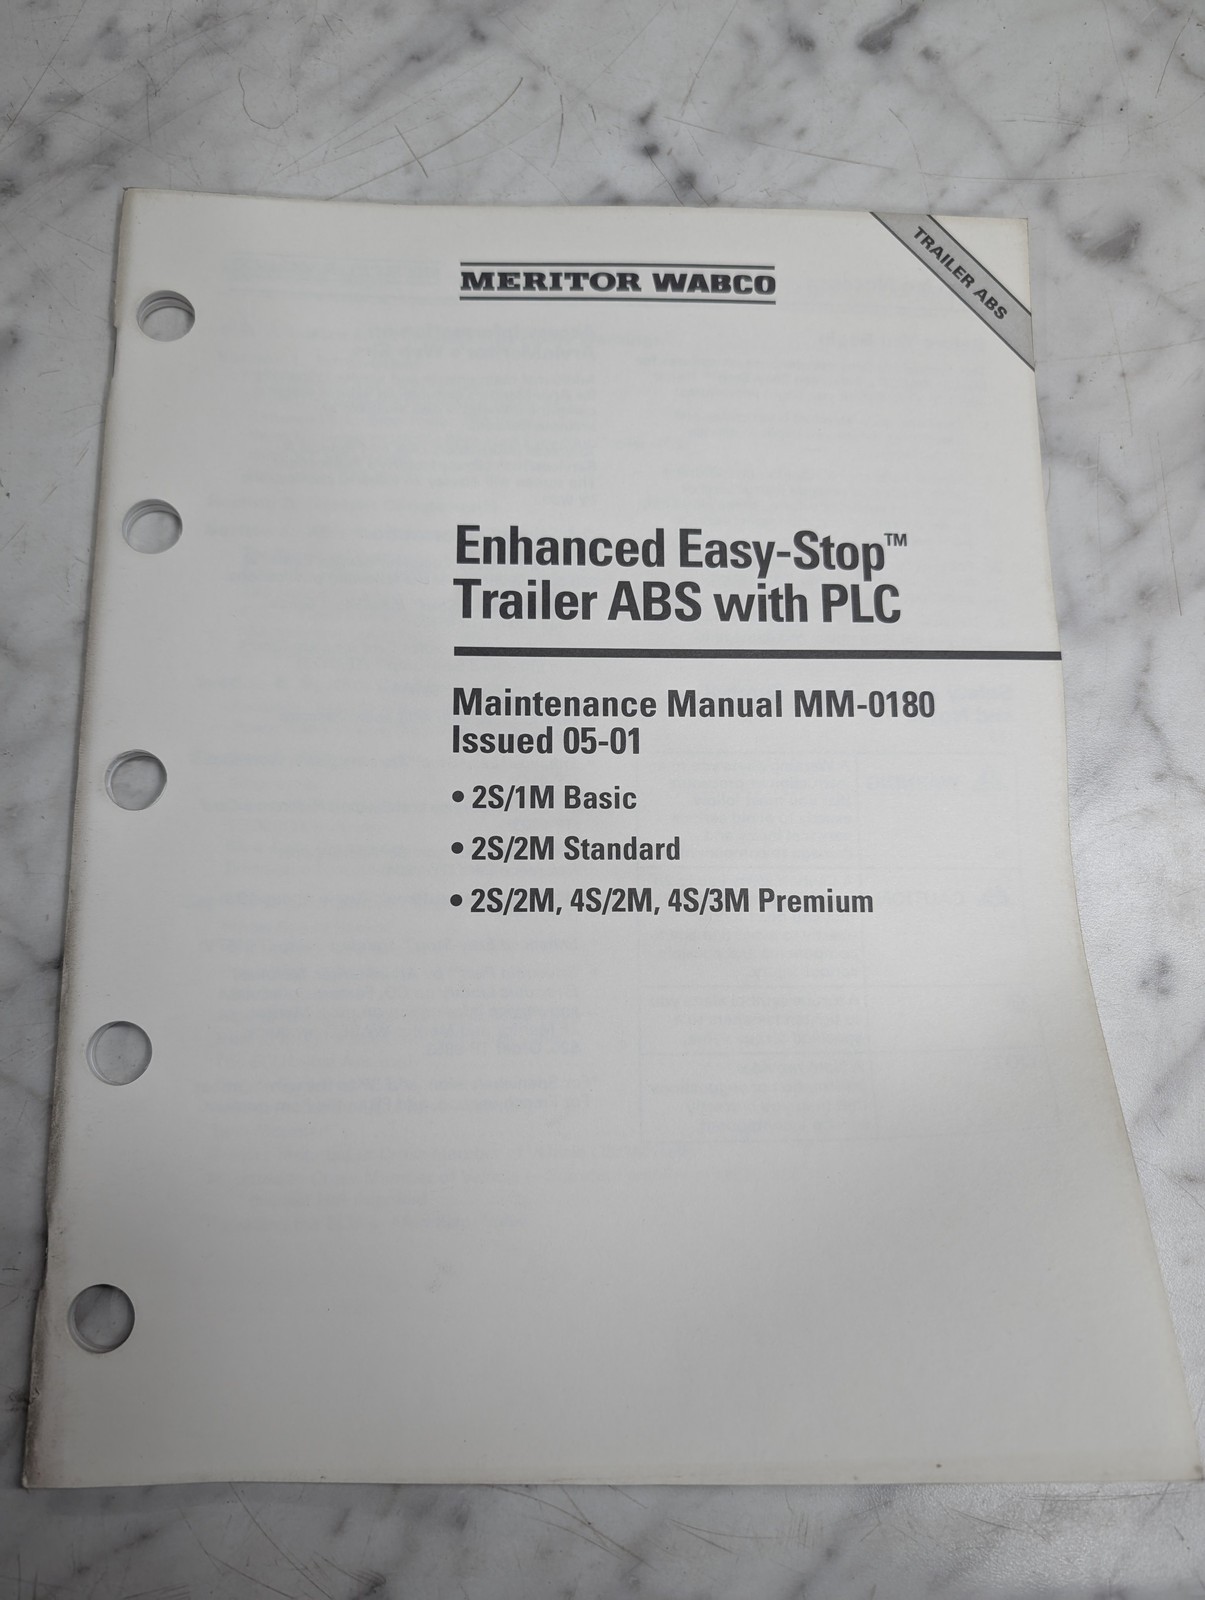 MERITOR WABCO
TRAILER ABS
Enhanced Easy-Stop™
Trailer ABS with PLC
Maintenance Manual MM-0180
Issued 05-01
• 2S/1M Basic
• 2S/2M Standard
• 2S/2M, 4S/2M, 4S/3M Premium